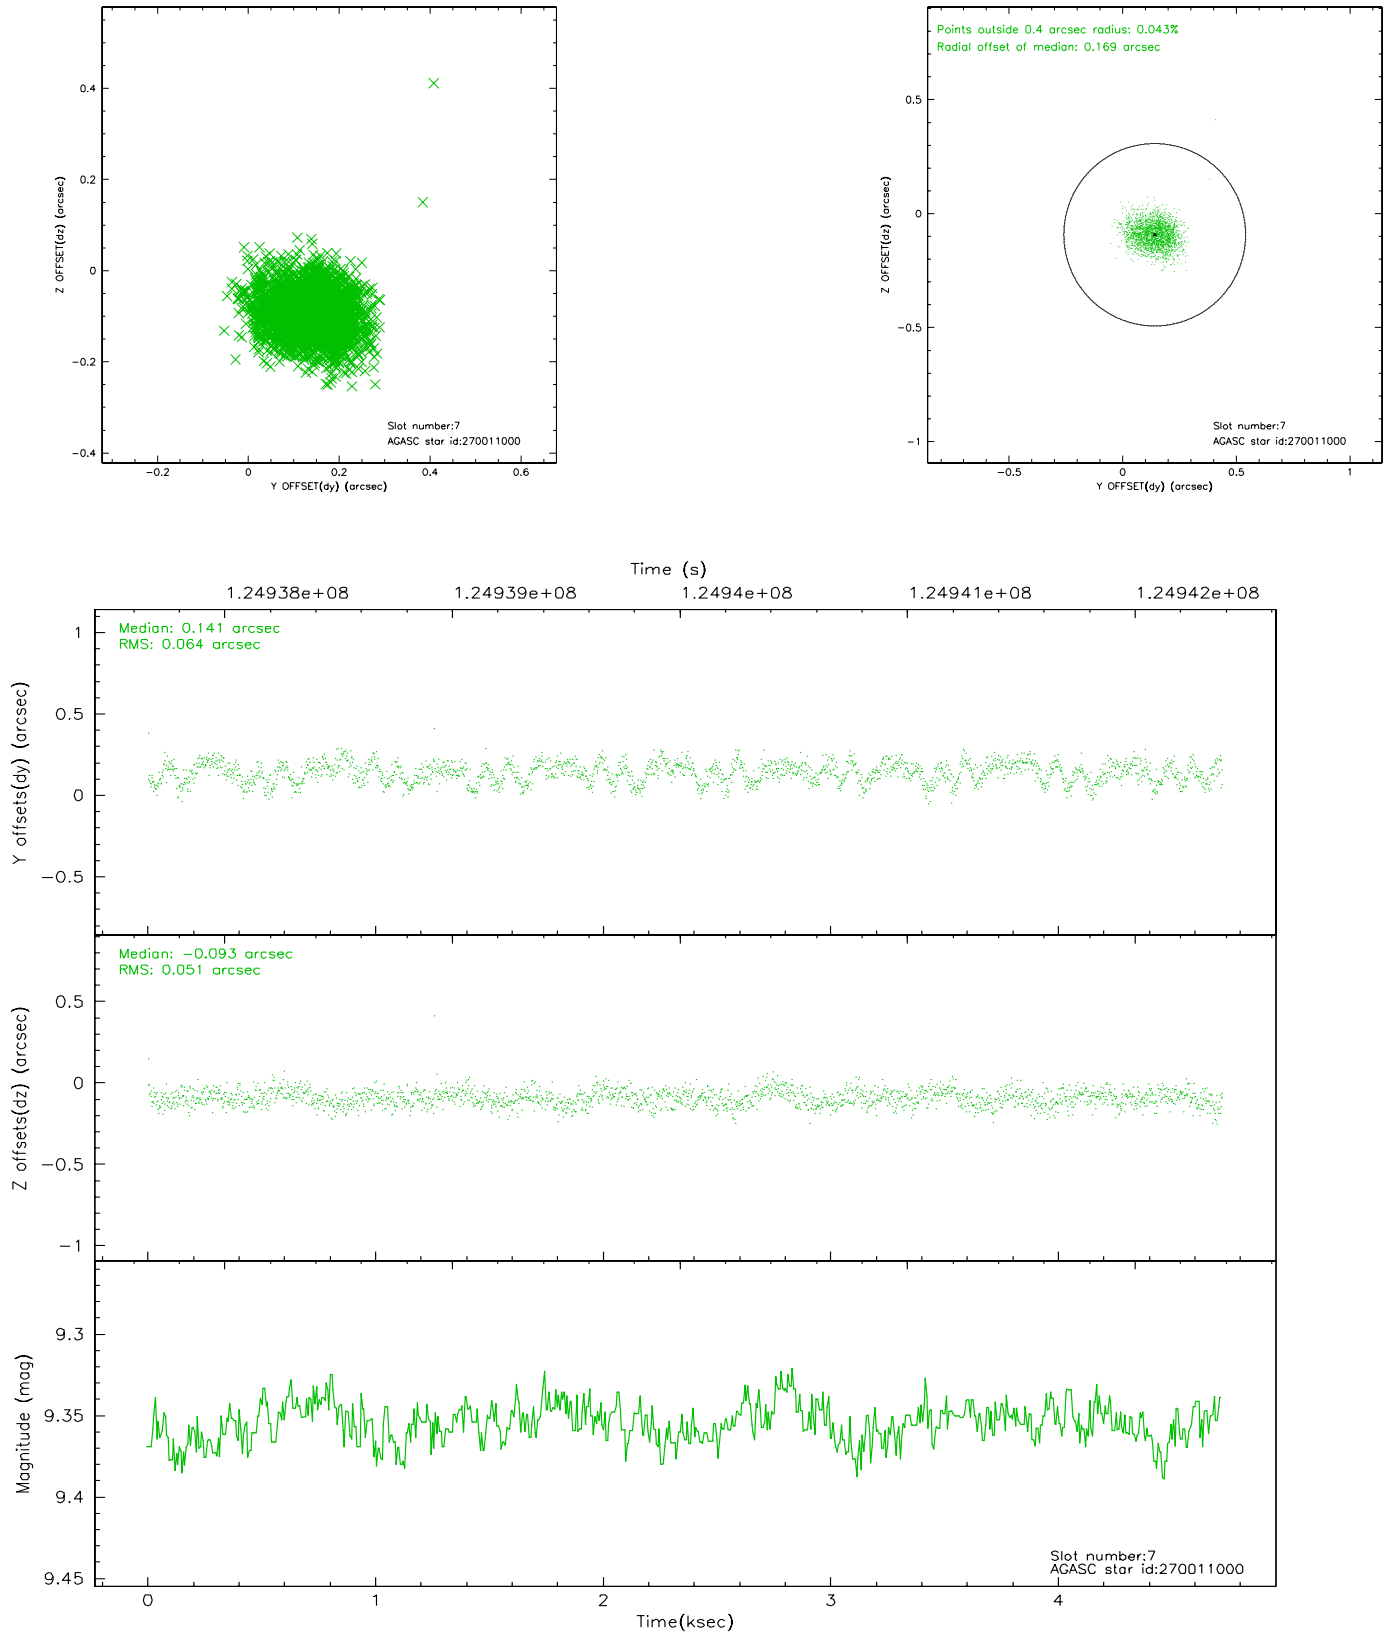 0.4
0.2
0
−0.2
−0.4
Z OFFSET(dz) (arcsec)
Slot number:7
AGASC star id:270011000
−0.2 0 0.2 0.4 0.6
Y OFFSET(dy) (arcsec)
Points outside 0.4 arcsec radius: 0.043%
Radial offset of median: 0.169 arcsec
0.5
0
−0.5
−1
Z OFFSET(dz) (arcsec)
Slot number:7
AGASC star id:270011000
−0.5 0 0.5 1
Y OFFSET(dy) (arcsec)
Time (s)
1.24938e+08 1.24939e+08 1.2494e+08 1.24941e+08 1.24942e+08
Median: 0.141 arcsec
RMS: 0.064 arcsec
1
0.5
0
−0.5
Y offsets(dy) (arcsec)
Median: −0.093 arcsec
RMS: 0.051 arcsec
0.5
0
−0.5
−1
Z offsets(dz) (arcsec)
9.3
9.35
9.4
9.45
Magnitude (mag)
Slot number:7
AGASC star id:270011000
0 1 2 3 4
Time(ksec)